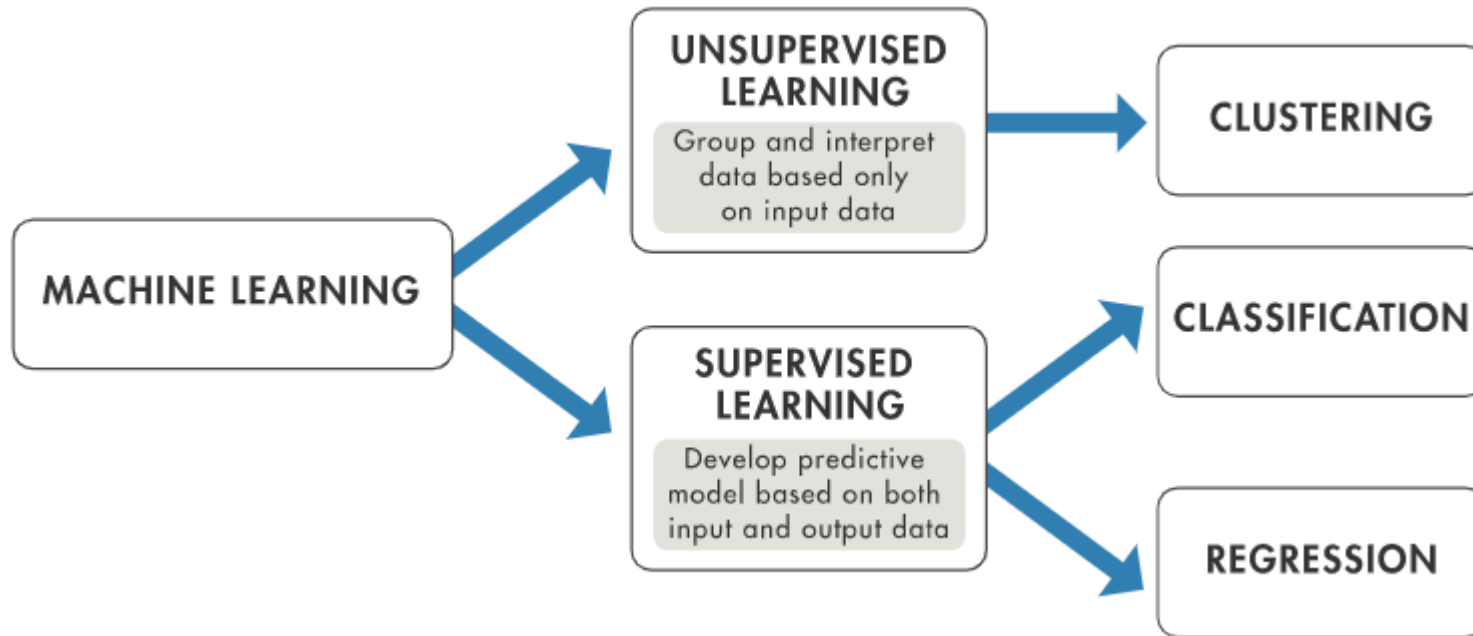 MACHINE LEARNING
UNSUPERVISED
LEARNING
Group and interpret
data based only
on input data
CLUSTERING
SUPERVISED
LEARNING
Develop predictive
model based on both
input and output data
CLASSIFICATION
REGRESSION